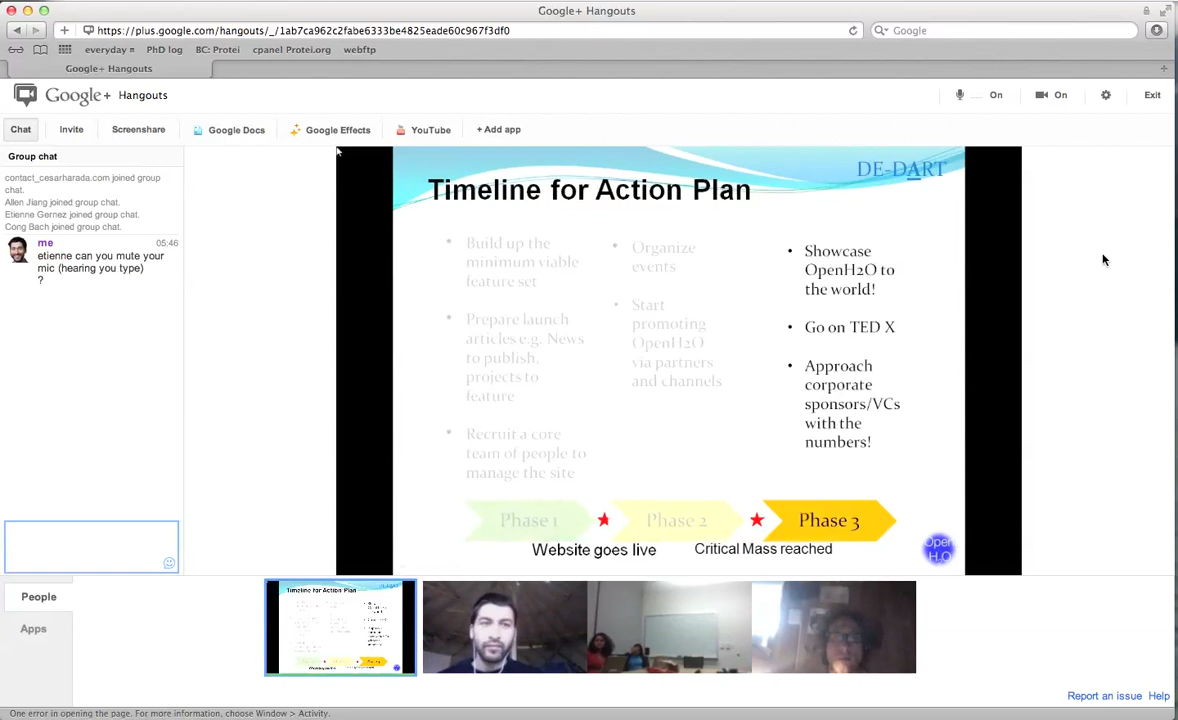 Google+ Hangouts
https://plus.google.com/hangouts/_/1ab7ca962c2fabe6333be4825eade60c967f3df0
Google
everyday
PhD log
BC: Protei
cpanel Protei.org
webftp
Google+ Hangouts
Google+ Hangouts
On
On
Exit
Chat
Invite
Screenshare
Google Docs
Google Effects
YouTube
+ Add app
Group chat
contact_cesarharada.com joined group
chat.
Allen Jiang joined group chat.
Etienne Gernez joined group chat.
Cong Bach joined group chat.
me
05:46
etienne can you mute your
mic (hearing you type)
?
DE-DART
Timeline for Action Plan
• Build up the
minimum viable
feature set
• Prepare launch
articles e.g. News
to publish,
projects to
feature
• Recruit a core
team of people to
manage the site
• Organize
events
• Start
promoting
OpenH2O
via partners
and channels
• Showcase
OpenH2O to
the world!
• Go on TED X
• Approach
corporate
sponsors/VCs
with the
numbers!
Phase 1
Phase 2
Phase 3
Website goes live
Critical Mass reached
Open
H2O
People
Apps
Timeline for Action Plan
Report an issue
Help
One error in opening the page. For more information, choose Window > Activity.